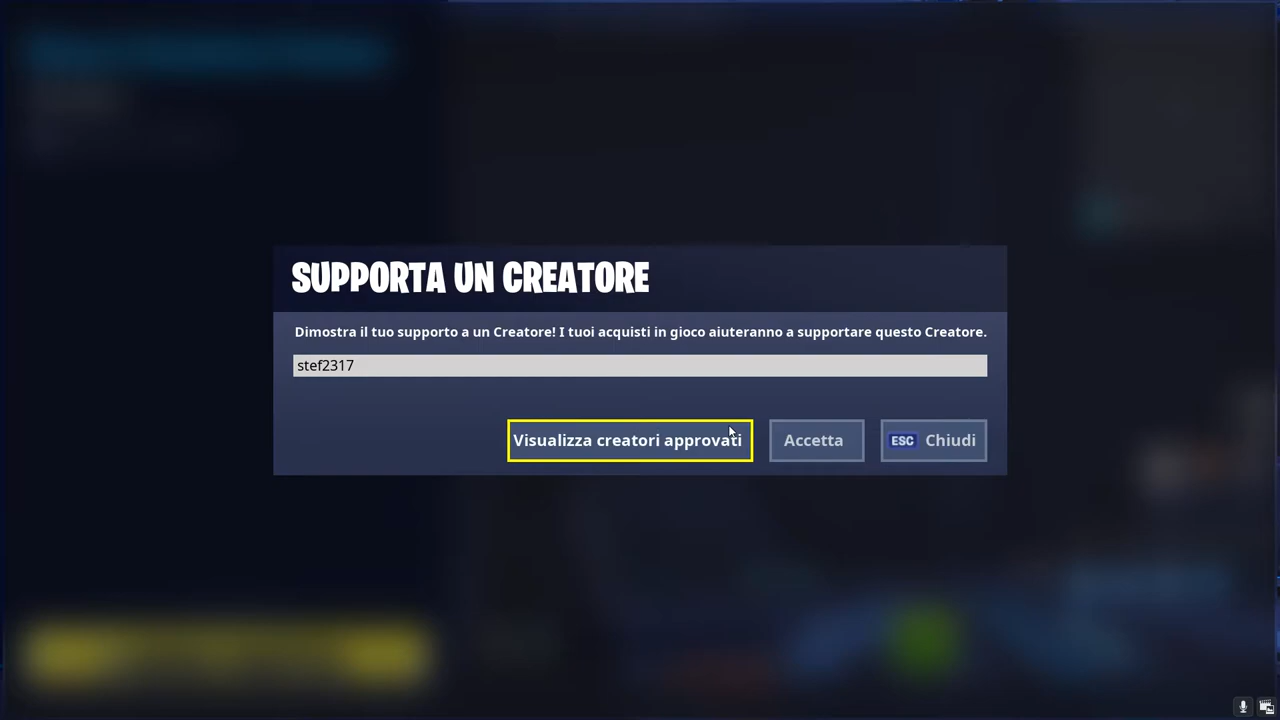 SUPPORTA UN CREATORE
Dimostra il tuo supporto a un Creatore! I tuoi acquisti in gioco aiuteranno a supportare questo Creatore.
stef2317
Visualizza creatori approvati
Accetta
ESC Chiudi